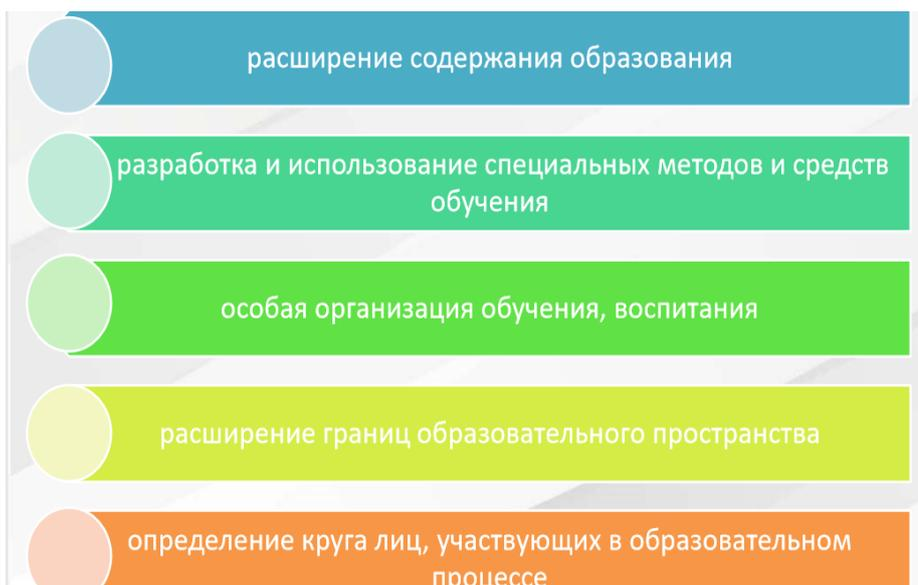 расширение содержания образования
разработка и использование специальных методов и средств
обучения
особая организация обучения, воспитания
расширение границ образовательного пространства
определение круга лиц, участвующих в образовательном
процессе